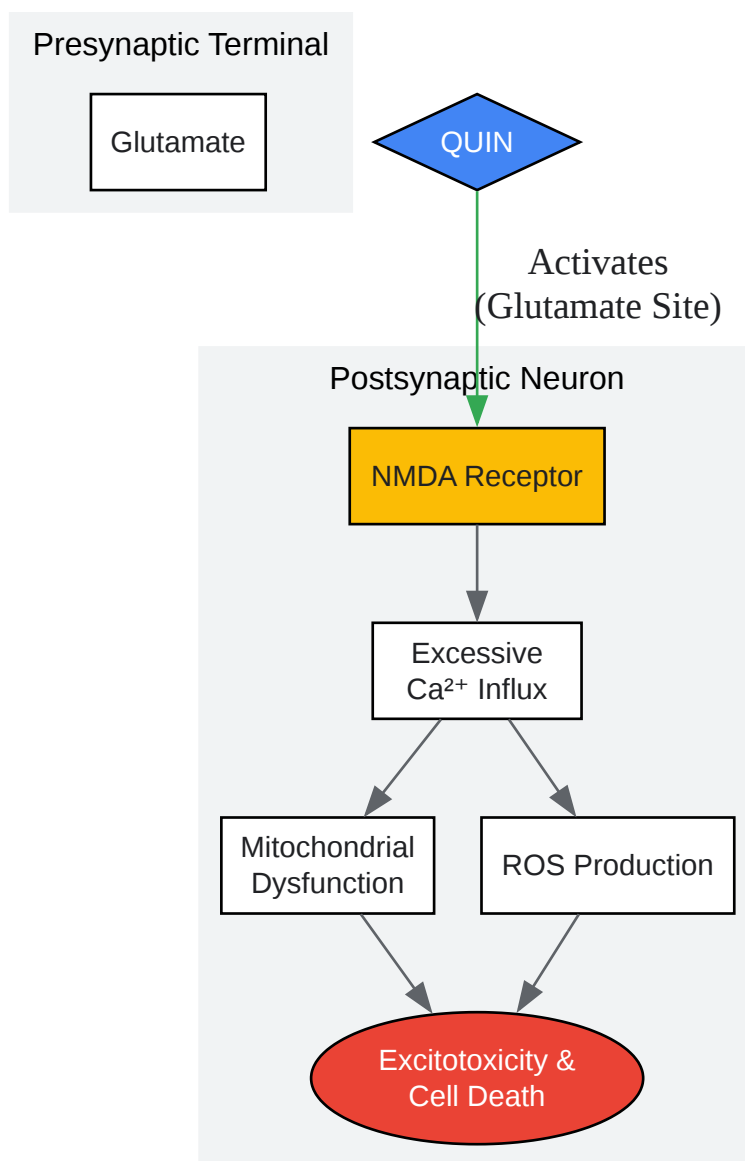 Presynaptic Terminal
Glutamate
QUIN
Activates
(Glutamate Site)
Postsynaptic Neuron
NMDA Receptor
Excessive
Ca²⁺ Influx
Mitochondrial
Dysfunction
ROS Production
Excitotoxicity &
Cell Death